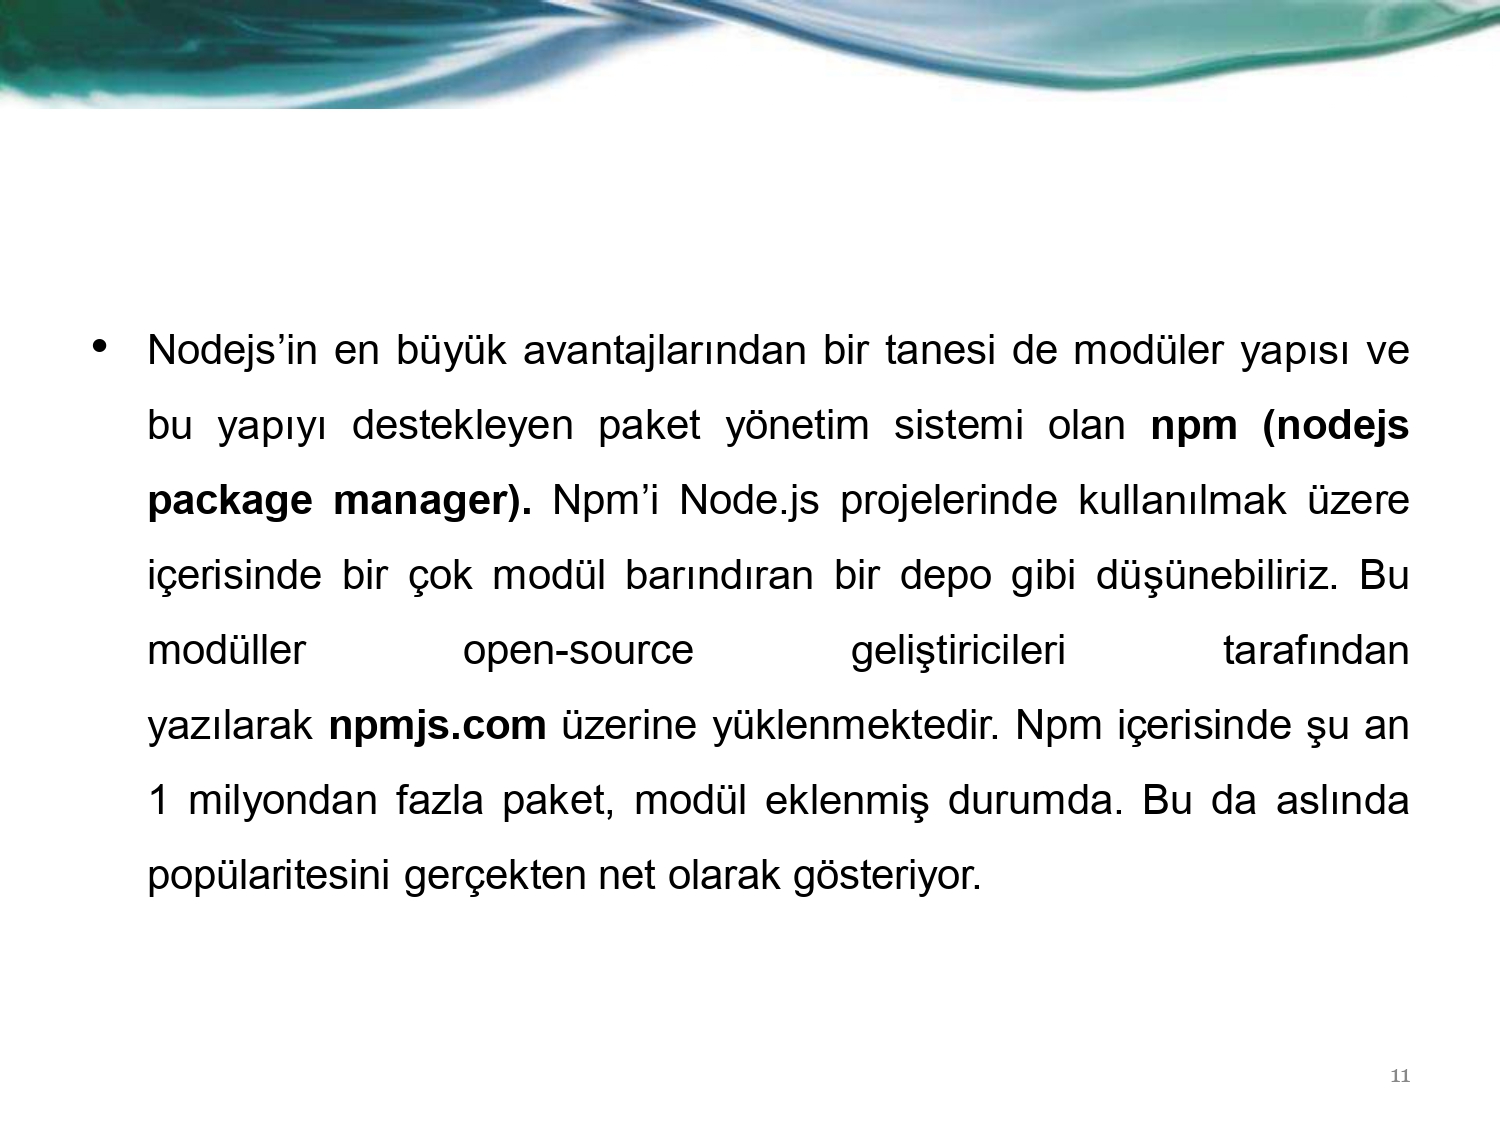 • Nodejs’in en büyük avantajlarından bir tanesi de modüler yapısı ve
bu yapıyı destekleyen paket yönetim sistemi olan npm (nodejs
package manager). Npm’i Node.js projelerinde kullanılmak üzere
içerisinde bir çok modül barındıran bir depo gibi düşünebiliriz. Bu
modüller open-source geliştiricileri tarafından
yazılarak npmjs.com üzerine yüklenmektedir. Npm içerisinde şu an
1 milyondan fazla paket, modül eklenmiş durumda. Bu da aslında
popülaritesini gerçekten net olarak gösteriyor.
11